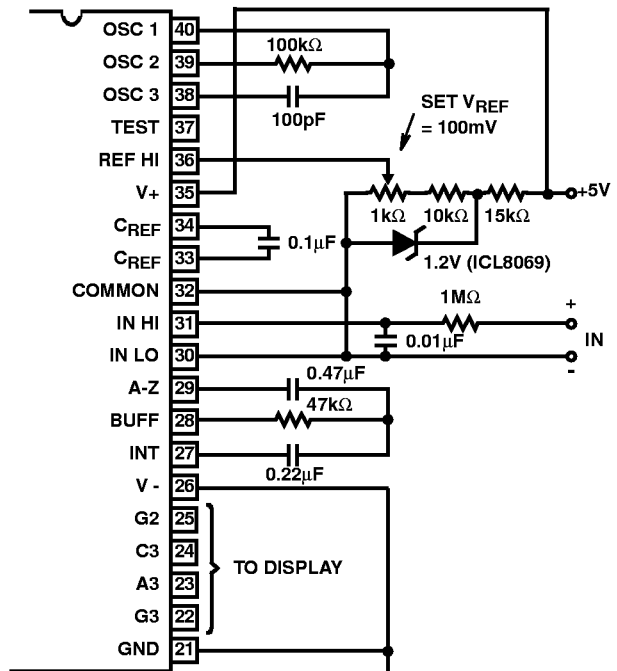 OSC 1 40
100kΩ
OSC 2 39
OSC 3 38
100pF
SET VREF
= 100mV
TEST 37
REF HI 36
V+ 35
+5V
1kΩ 10kΩ 15kΩ
CREF 34
0.1µF
1.2V (ICL8069)
CREF 33
COMMON 32
1MΩ
+
IN HI 31
0.01µF
IN
IN LO 30
-
0.47µF
A-Z 29
47kΩ
BUFF 28
INT 27
0.22µF
V - 26
G2 25
C3 24
TO DISPLAY
A3 23
G3 22
GND 21